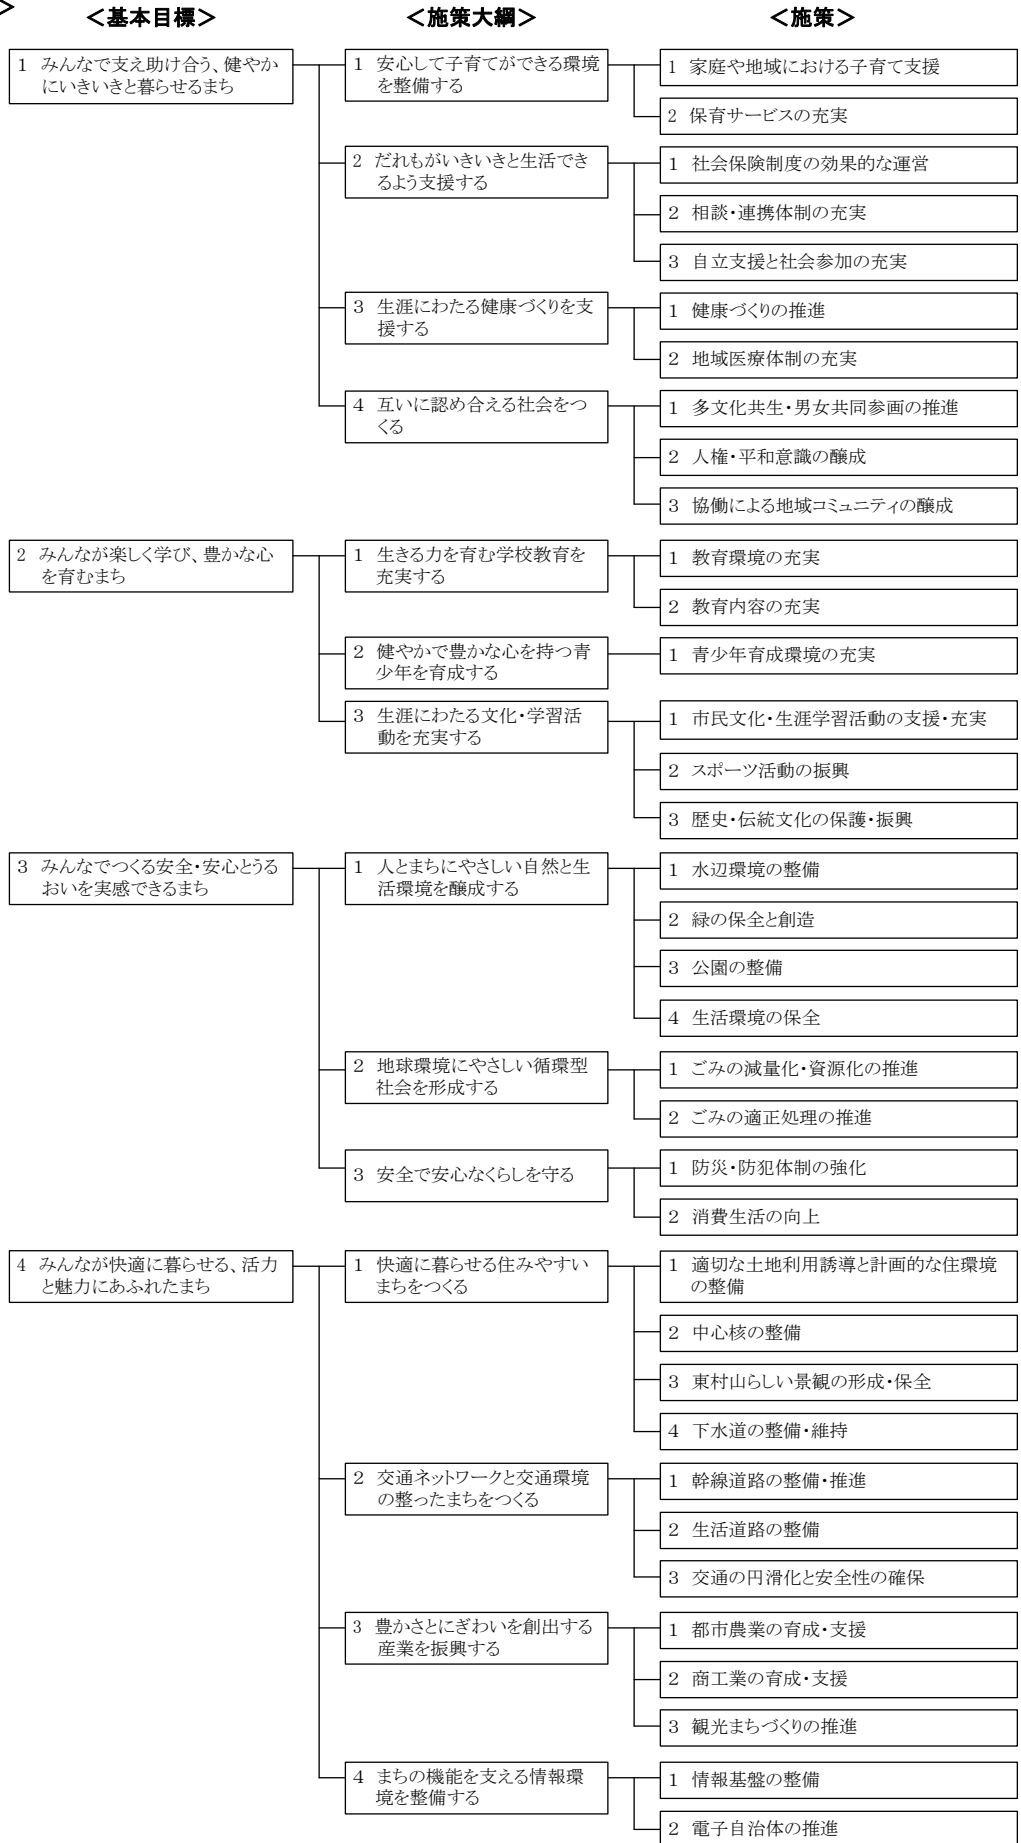 >
＜基本目標＞
＜施策大綱＞
＜施策＞
1 みんなで支え助け合う、健やか
にいきいきと暮らせるまち
1 安心して子育てができる環境
を整備する
1 家庭や地域における子育て支援
2 保育サービスの充実
2 だれもがいきいきと生活でき
るよう支援する
1 社会保険制度の効果的な運営
2 相談・連携体制の充実
3 自立支援と社会参加の充実
3 生涯にわたる健康づくりを支
援する
1 健康づくりの推進
2 地域医療体制の充実
4 互いに認め合える社会をつ
くる
1 多文化共生・男女共同参画の推進
2 人権・平和意識の醸成
3 協働による地域コミュニティの醸成
2 みんなが楽しく学び、豊かな心
を育むまち
1 生きる力を育む学校教育を
充実する
1 教育環境の充実
2 教育内容の充実
2 健やかで豊かな心を持つ青
少年を育成する
1 青少年育成環境の充実
3 生涯にわたる文化・学習活
動を充実する
1 市民文化・生涯学習活動の支援・充実
2 スポーツ活動の振興
3 歴史・伝統文化の保護・振興
3 みんなでつくる安全・安心とうる
おいを実感できるまち
1 人とまちにやさしい自然と生
活環境を醸成する
1 水辺環境の整備
2 緑の保全と創造
3 公園の整備
4 生活環境の保全
2 地球環境にやさしい循環型
社会を形成する
1 ごみの減量化・資源化の推進
2 ごみの適正処理の推進
3 安全で安心なくらしを守る
1 防災・防犯体制の強化
2 消費生活の向上
4 みんなが快適に暮らせる、活力
と魅力にあふれたまち
1 快適に暮らせる住みやすい
まちをつくる
1 適切な土地利用誘導と計画的な住環境
の整備
2 中心核の整備
3 東村山らしい景観の形成・保全
4 下水道の整備・維持
2 交通ネットワークと交通環境
の整ったまちをつくる
1 幹線道路の整備・推進
2 生活道路の整備
3 交通の円滑化と安全性の確保
3 豊かさとにぎわいを創出する
産業を振興する
1 都市農業の育成・支援
2 商工業の育成・支援
3 観光まちづくりの推進
4 まちの機能を支える情報環
境を整備する
1 情報基盤の整備
2 電子自治体の推進